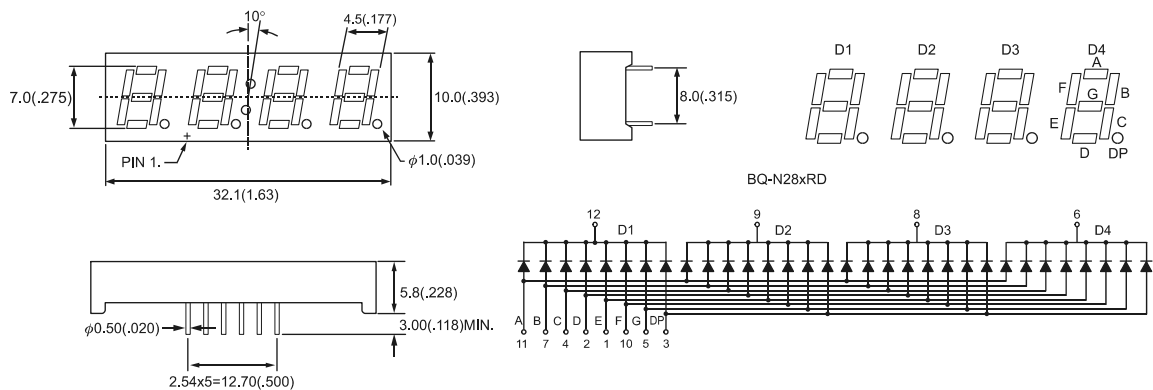 10°
4.5(.177)
7.0(.275)
10.0(.393)
+
PIN 1.
ϕ1.0(.039)
32.1(1.63)
8.0(.315)
D1 D2 D3 D4
A
F G B
E C
D DP
BQ-N28xRD
12 9 8 6
D1 D2 D3 D4
A B C D E F G DP
11 7 4 2 1 10 5 3
5.8(.228)
ϕ0.50(.020)
3.00(.118)MIN.
2.54x5=12.70(.500)